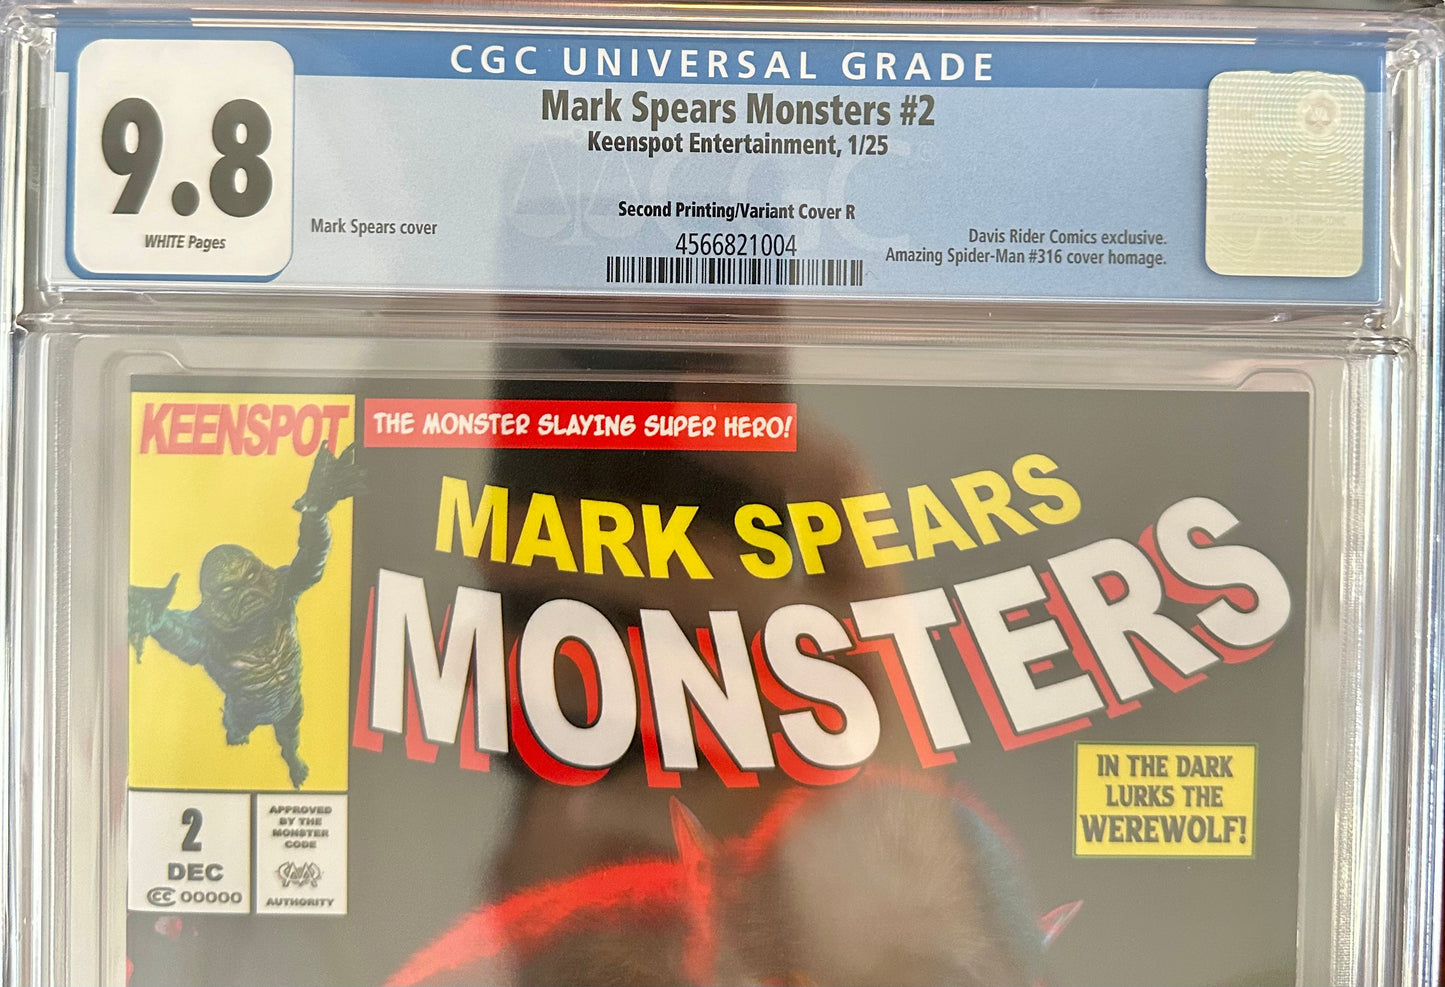 CGC UNIVERSAL GRADE
9.8
WHITE Pages
Mark Spears Monsters #2
Keenspot Entertainment, 1/25
Mark Spears cover
Second Printing/Variant Cover R
4566821004
Davis Rider Comics exclusive.
Amazing Spider-Man #316 cover homage.
CGC
KEENSPOT
THE MONSTER SLAYING SUPER HERO!
MARK SPEARS
MONSTERS
IN THE DARK
LURKS THE
WEREWOLF!
2
DEC
CC 00000
APPROVED
BY THE
MONSTER
CODE
AUTHORITY